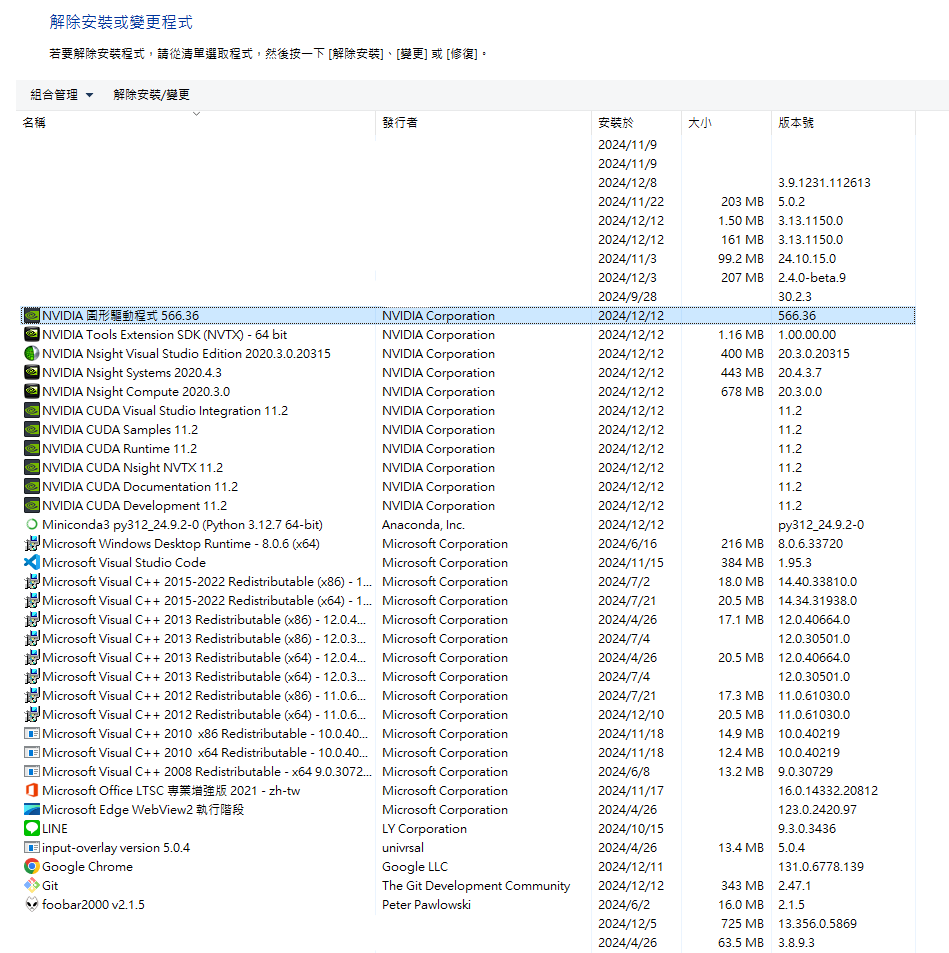 解除安裝或變更程式
若要解除安裝程式，請從清單選取程式，然後按一下 [解除安裝]、[變更] 或 [修復]。
組合管理 解除安裝/變更
名稱 發行者 安裝於 大小 版本號
2024/11/9
2024/11/9
2024/12/8 3.9.1231.112613
2024/11/22 203 MB 5.0.2
2024/12/12 1.50 MB 3.13.1150.0
2024/12/12 161 MB 3.13.1150.0
2024/11/3 99.2 MB 24.10.15.0
2024/12/3 207 MB 2.4.0-beta.9
2024/9/28 30.2.3
NVIDIA 圖形驅動程式 566.36 NVIDIA Corporation 2024/12/12 566.36
NVIDIA Tools Extension SDK (NVTX) - 64 bit NVIDIA Corporation 2024/12/12 1.16 MB 1.00.00.00
NVIDIA Nsight Visual Studio Edition 2020.3.0.20315 NVIDIA Corporation 2024/12/12 400 MB 20.3.0.20315
NVIDIA Nsight Systems 2020.4.3 NVIDIA Corporation 2024/12/12 443 MB 20.4.3.7
NVIDIA Nsight Compute 2020.3.0 NVIDIA Corporation 2024/12/12 678 MB 20.3.0.0
NVIDIA CUDA Visual Studio Integration 11.2 NVIDIA Corporation 2024/12/12 11.2
NVIDIA CUDA Samples 11.2 NVIDIA Corporation 2024/12/12 11.2
NVIDIA CUDA Runtime 11.2 NVIDIA Corporation 2024/12/12 11.2
NVIDIA CUDA Nsight NVTX 11.2 NVIDIA Corporation 2024/12/12 11.2
NVIDIA CUDA Documentation 11.2 NVIDIA Corporation 2024/12/12 11.2
NVIDIA CUDA Development 11.2 NVIDIA Corporation 2024/12/12 11.2
Miniconda3 py312_24.9.2-0 (Python 3.12.7 64-bit) Anaconda, Inc. 2024/12/12 py312_24.9.2-0
Microsoft Windows Desktop Runtime - 8.0.6 (x64) Microsoft Corporation 2024/6/16 216 MB 8.0.6.33720
Microsoft Visual Studio Code Microsoft Corporation 2024/11/15 384 MB 1.95.3
Microsoft Visual C++ 2015-2022 Redistributable (x86) - 1... Microsoft Corporation 2024/7/2 18.0 MB 14.40.33810.0
Microsoft Visual C++ 2015-2022 Redistributable (x64) - 1... Microsoft Corporation 2024/7/21 20.5 MB 14.34.31938.0
Microsoft Visual C++ 2013 Redistributable (x86) - 12.0.4... Microsoft Corporation 2024/4/26 17.1 MB 12.0.40664.0
Microsoft Visual C++ 2013 Redistributable (x86) - 12.0.3... Microsoft Corporation 2024/7/4 12.0.30501.0
Microsoft Visual C++ 2013 Redistributable (x64) - 12.0.4... Microsoft Corporation 2024/4/26 20.5 MB 12.0.40664.0
Microsoft Visual C++ 2013 Redistributable (x64) - 12.0.3... Microsoft Corporation 2024/7/4 12.0.30501.0
Microsoft Visual C++ 2012 Redistributable (x86) - 11.0.6... Microsoft Corporation 2024/7/21 17.3 MB 11.0.61030.0
Microsoft Visual C++ 2012 Redistributable (x64) - 11.0.6... Microsoft Corporation 2024/12/10 20.5 MB 11.0.61030.0
Microsoft Visual C++ 2010 x86 Redistributable - 10.0.40... Microsoft Corporation 2024/11/18 14.9 MB 10.0.40219
Microsoft Visual C++ 2010 x64 Redistributable - 10.0.40... Microsoft Corporation 2024/11/18 12.4 MB 10.0.40219
Microsoft Visual C++ 2008 Redistributable - x64 9.0.3072... Microsoft Corporation 2024/6/8 13.2 MB 9.0.30729
Microsoft Office LTSC 專業增強版 2021 - zh-tw Microsoft Corporation 2024/11/17 16.0.14332.20812
Microsoft Edge WebView2 執行階段 Microsoft Corporation 2024/4/26 123.0.2420.97
LINE LY Corporation 2024/10/15 9.3.0.3436
input-overlay version 5.0.4 univrsal 2024/4/26 13.4 MB 5.0.4
Google Chrome Google LLC 2024/12/11 131.0.6778.139
Git The Git Development Community 2024/12/12 343 MB 2.47.1
foobar2000 v2.1.5 Peter Pawlowski 2024/6/2 16.0 MB 2.1.5
2024/12/5 725 MB 13.356.0.5869
2024/4/26 63.5 MB 3.8.9.3